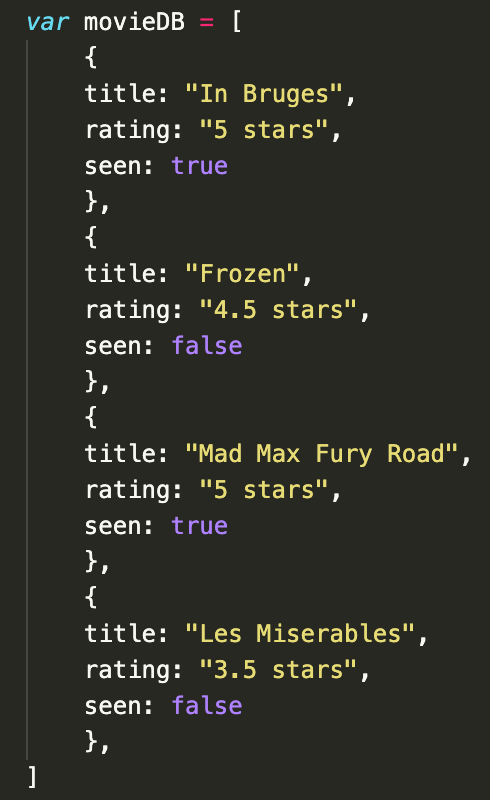 var movieDB = [
{
title: "In Bruges",
rating: "5 stars",
seen: true
},
{
title: "Frozen",
rating: "4.5 stars",
seen: false
},
{
title: "Mad Max Fury Road",
rating: "5 stars",
seen: true
},
{
title: "Les Miserables",
rating: "3.5 stars",
seen: false
},
]